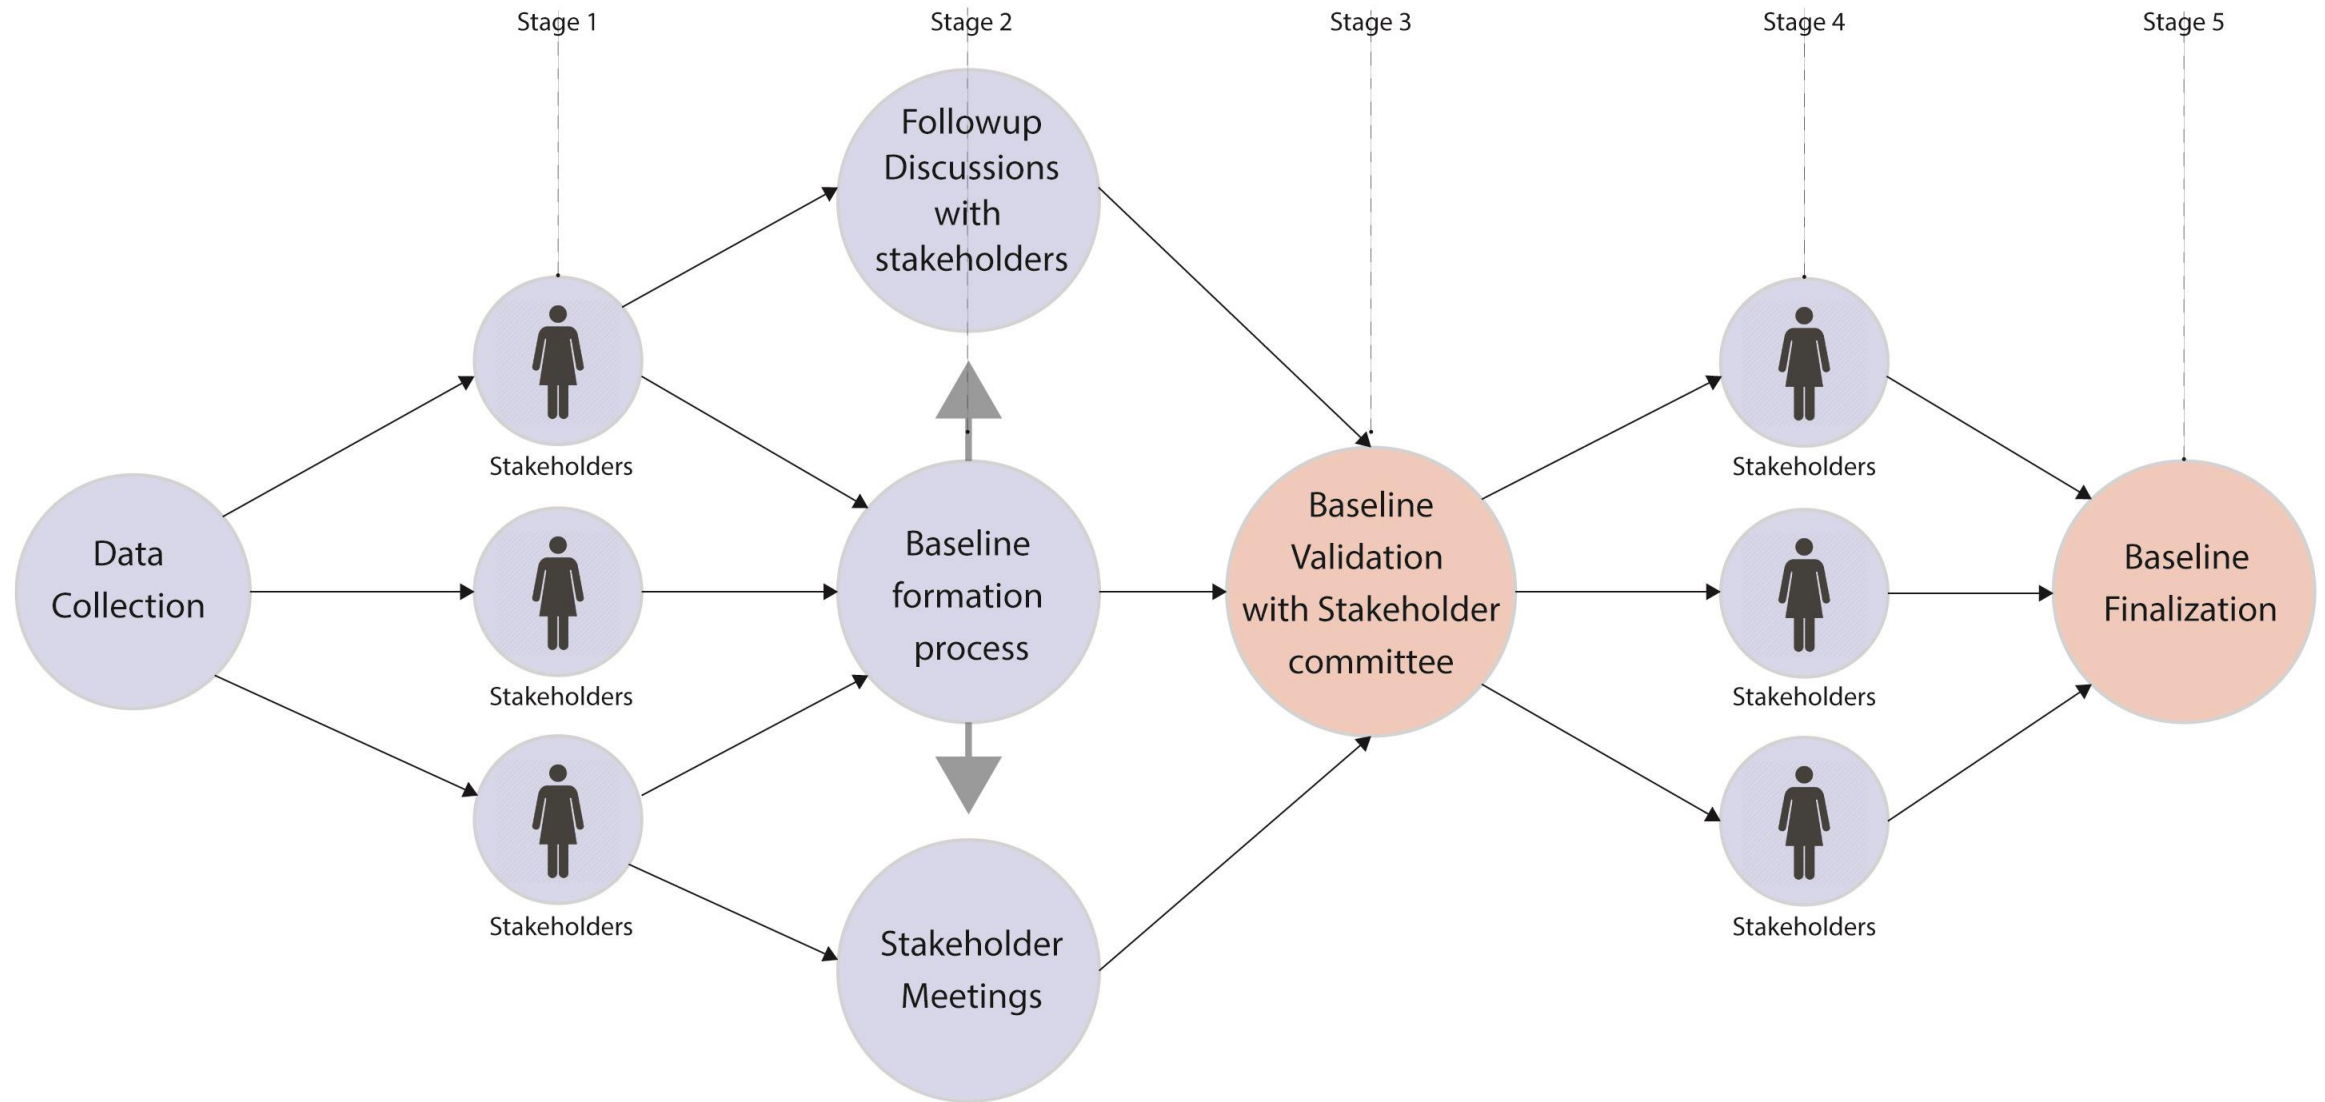 Stage 1
Stage 2
Stage 3
Stage 4
Stage 5
Data
Collection
Stakeholders
Stakeholders
Stakeholders
Followup
Discussions
with
stakeholders
Baseline
formation
process
Stakeholder
Meetings
Baseline
Validation
with Stakeholder
committee
Stakeholders
Stakeholders
Stakeholders
Baseline
Finalization